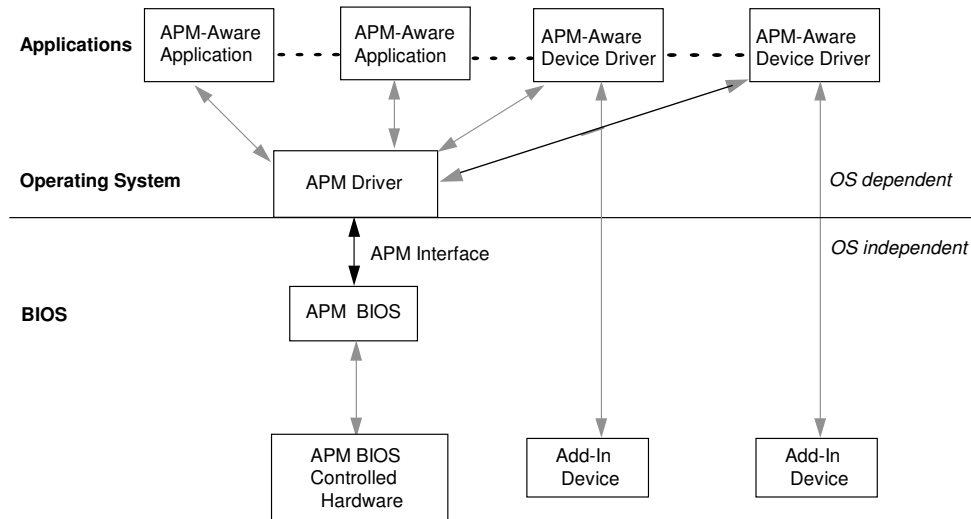 Applications
APM-Aware
Application
APM-Aware
Application
APM-Aware
Device Driver
APM-Aware
Device Driver
Operating System
APM Driver
OS dependent
APM Interface
OS independent
BIOS
APM BIOS
APM BIOS
Controlled
Hardware
Add-In
Device
Add-In
Device